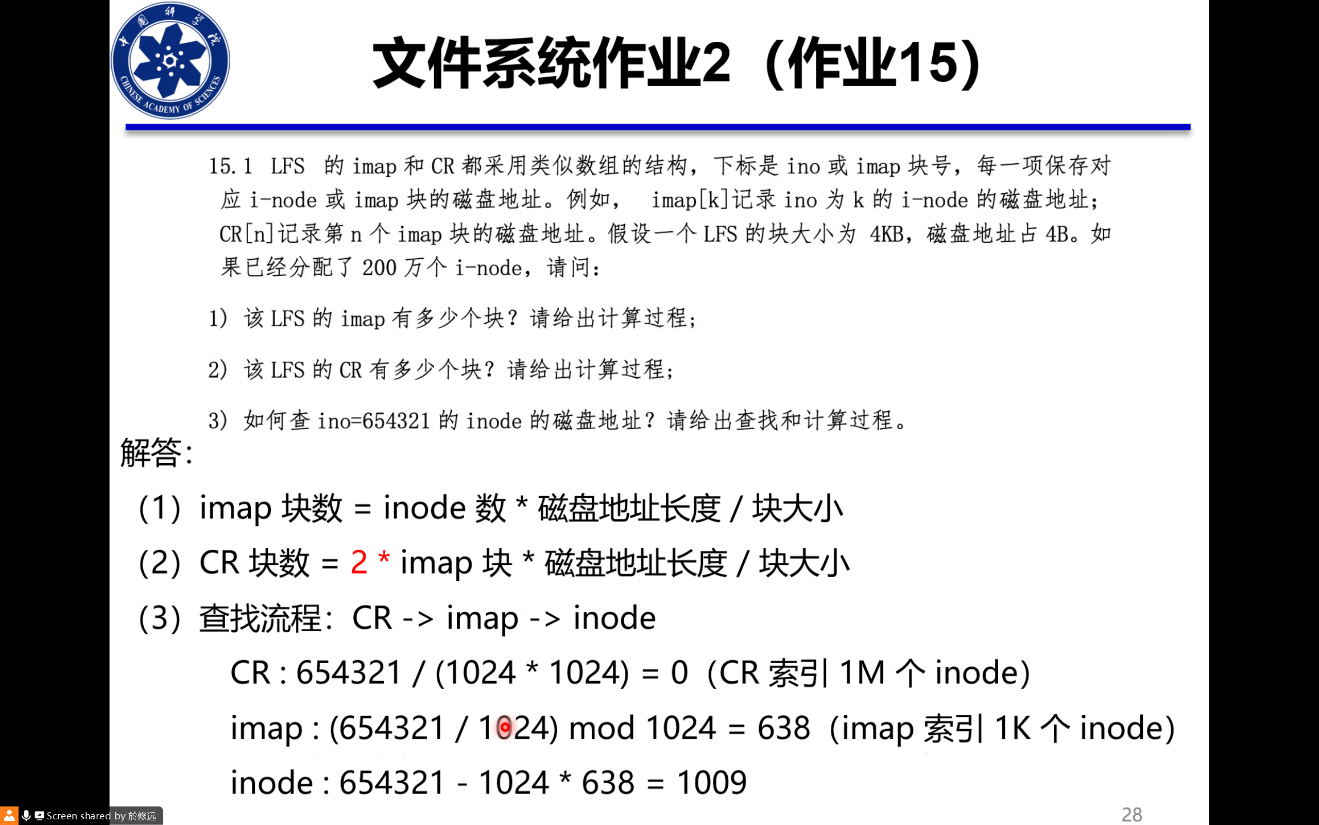 中国科学院
CHINESE ACADEMY OF SCIENCES
文件系统作业2（作业15）
15.1 LFS 的 imap 和 CR 都采用类似数组的结构，下标是 ino 或 imap 块号，每一项保存对
应 i-node 或 imap 块的磁盘地址。例如， imap[k]记录 ino 为 k 的 i-node 的磁盘地址；
CR[n]记录第 n 个 imap 块的磁盘地址。假设一个 LFS 的块大小为 4KB，磁盘地址占 4B。如
果已经分配了 200 万个 i-node，请问：
1) 该 LFS 的 imap 有多少个块？请给出计算过程；
2) 该 LFS 的 CR 有多少个块？请给出计算过程；
3) 如何查 ino=654321 的 inode 的磁盘地址？请给出查找和计算过程。
解答：
（1）imap 块数 = inode 数 * 磁盘地址长度 / 块大小
（2）CR 块数 = 2 * imap 块 * 磁盘地址长度 / 块大小
（3）查找流程：CR -> imap -> inode
CR : 654321 / (1024 * 1024) = 0（CR 索引 1M 个 inode）
imap : (654321 / 1024) mod 1024 = 638（imap 索引 1K 个 inode）
inode : 654321 - 1024 * 638 = 1009
28
Screen shared by 於修远